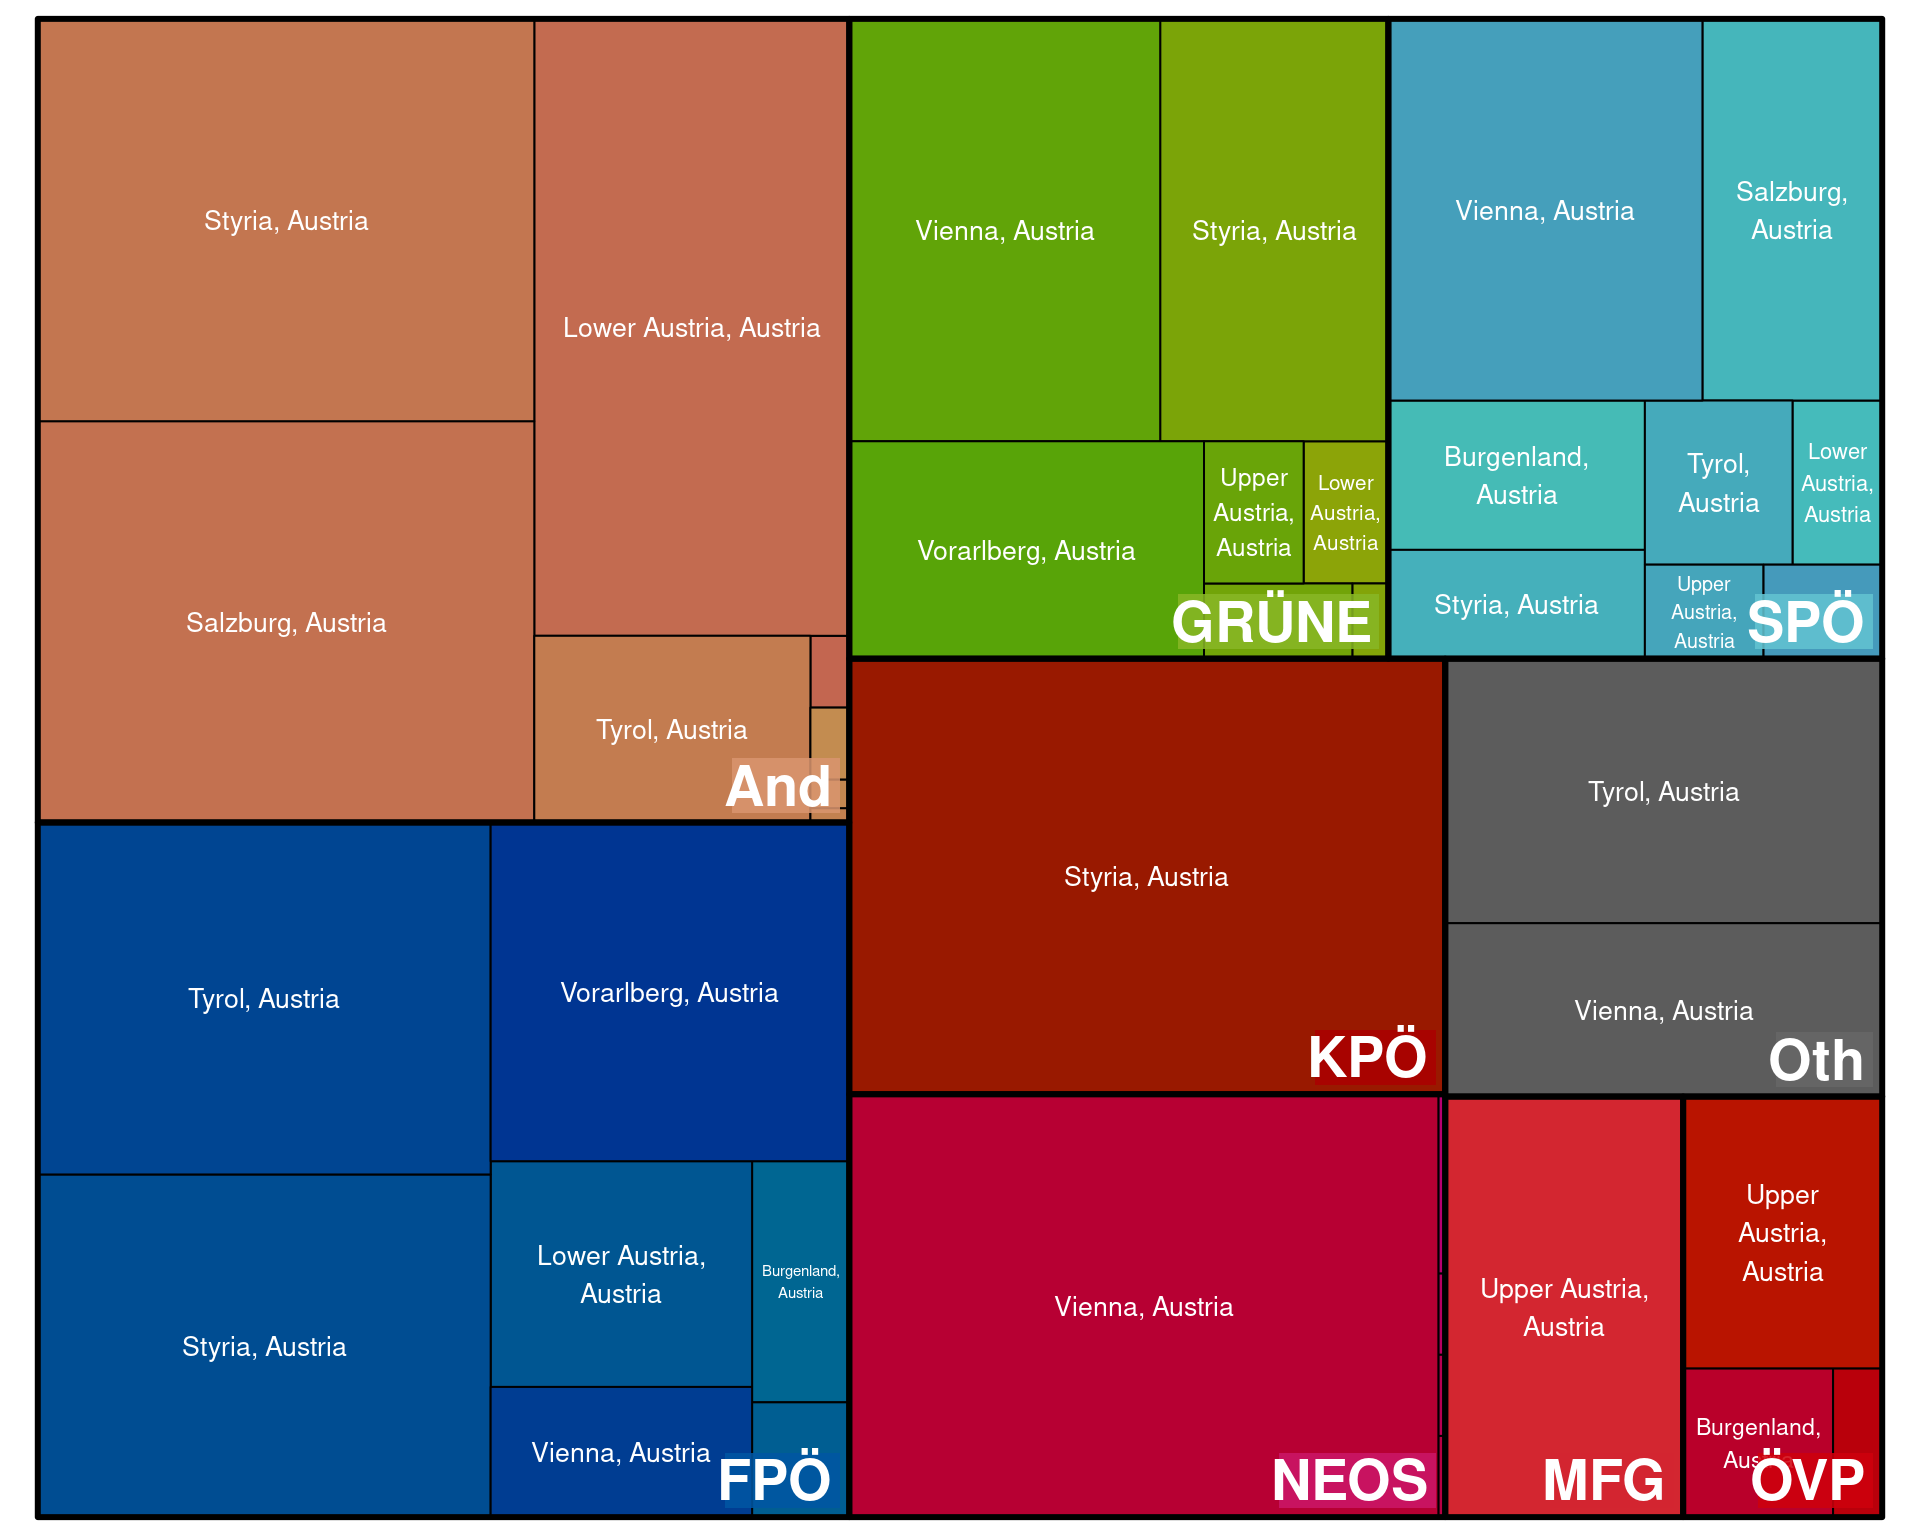 Styria, Austria
Lower Austria, Austria
Salzburg, Austria
Tyrol, Austria
And
Vienna, Austria
Styria, Austria
Vorarlberg, Austria
Upper
Austria,
Austria
Lower
Austria,
Austria
GRÜNE
Vienna, Austria
Salzburg,
Austria
Burgenland,
Austria
Tyrol,
Austria
Lower
Austria,
Austria
Styria, Austria
Upper
Austria,
Austria
SPÖ
Tyrol, Austria
Vorarlberg, Austria
Styria, Austria
Lower Austria,
Austria
Burgenland,
Austria
Vienna, Austria
FPÖ
Styria, Austria
KPÖ
Tyrol, Austria
Vienna, Austria
Oth
Vienna, Austria
NEOS
Upper Austria,
Austria
MFG
Upper
Austria,
Austria
Burgenland,
ÖVP